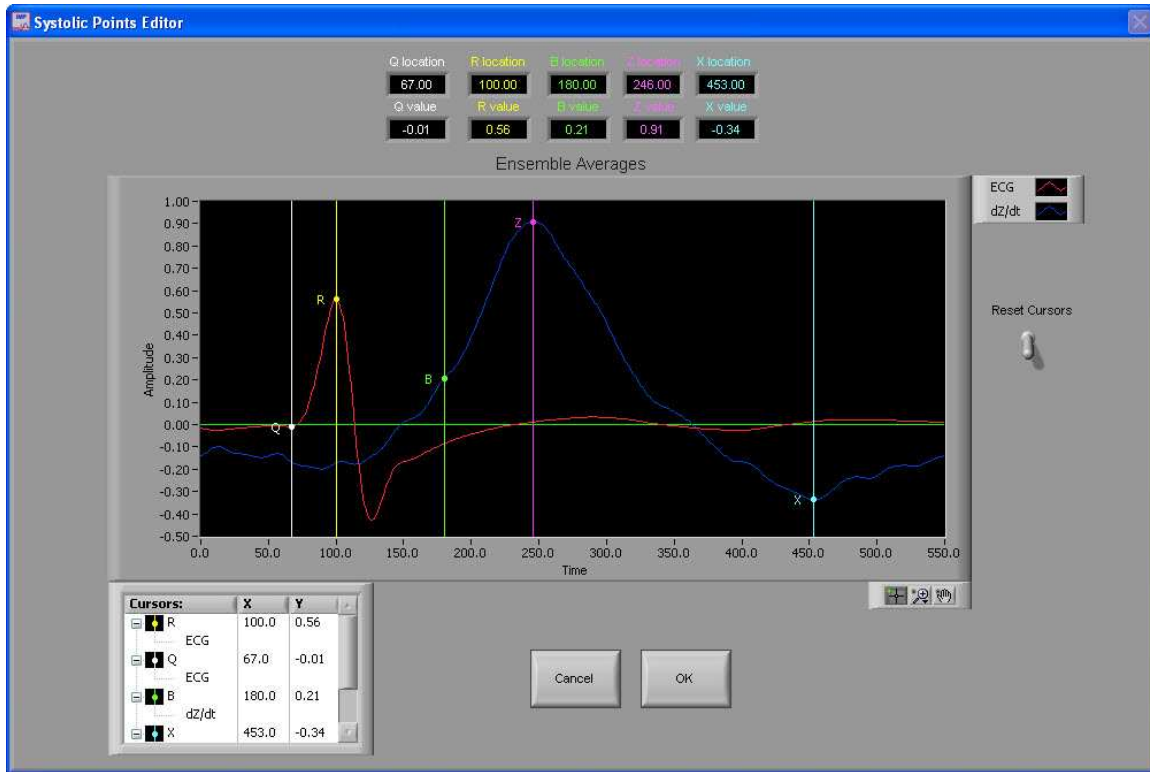 Systolic Points Editor
Q location R location B location Z location X location
67.00 100.00 180.00 246.00 453.00
Q value R value B value Z value X value
-0.01 0.56 0.21 0.91 -0.34
Ensemble Averages
ECG
dZ/dt
Reset Cursors
Amplitude
1.00
0.90
0.80
0.70
0.60
0.50
0.40
0.30
0.20
0.10
0.00
-0.10
-0.20
-0.30
-0.40
-0.50
Z
R
B
Q
X
0.0 50.0 100.0 150.0 200.0 250.0 300.0 350.0 400.0 450.0 500.0 550.0
Time
Cursors: X Y
R 100.0 0.56
ECG
Q 67.0 -0.01
ECG
B 180.0 0.21
dZ/dt
X 453.0 -0.34
Cancel OK